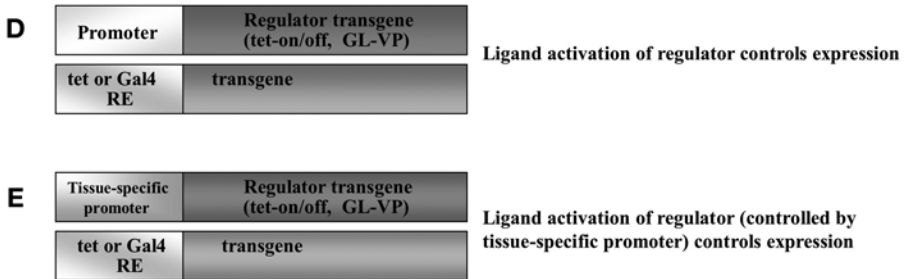 D
Promoter
Regulator transgene
(tet-on/off, GL-VP)
tet or Gal4
RE
transgene
Ligand activation of regulator controls expression
E
Tissue-specific
promoter
Regulator transgene
(tet-on/off, GL-VP)
tet or Gal4
RE
transgene
Ligand activation of regulator (controlled by
tissue-specific promoter) controls expression